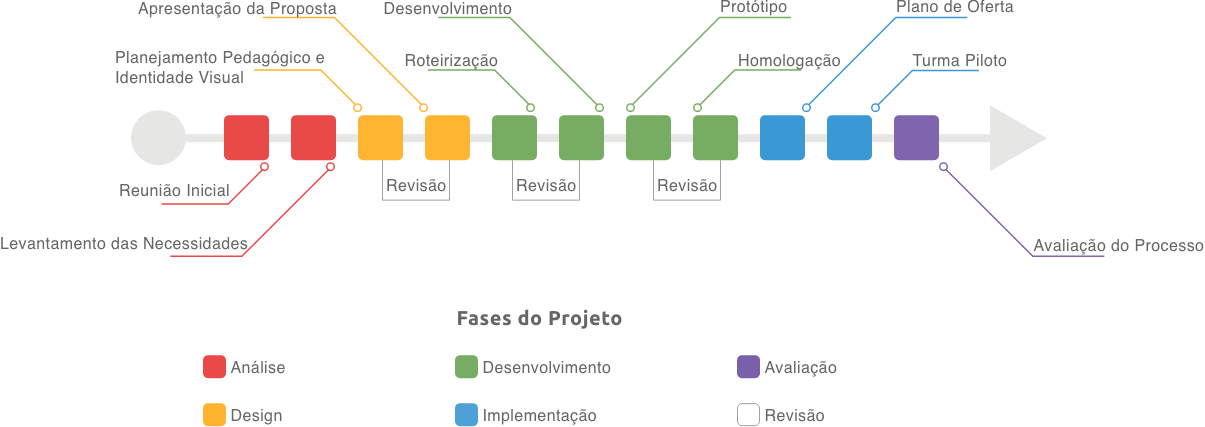 Apresentação da Proposta
Desenvolvimento
Protótipo
Plano de Oferta
Planejamento Pedagógico e
Identidade Visual
Roteirização
Homologação
Turma Piloto
Reunião Inicial
Revisão
Revisão
Revisão
Levantamento das Necessidades
Avaliação do Processo
Fases do Projeto
Análise
Desenvolvimento
Avaliação
Design
Implementação
Revisão